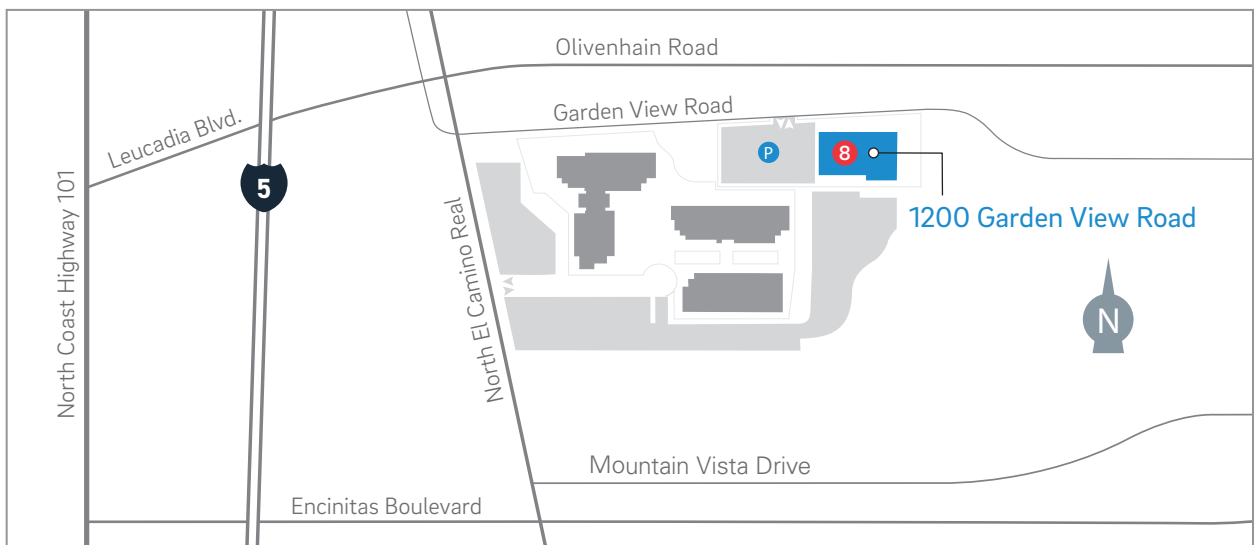 Olivenhain Road
Garden View Road
Leucadia Blvd.
P
8
5
1200 Garden View Road
North El Camino Real
North Coast Highway 101
N
Mountain Vista Drive
Encinitas Boulevard